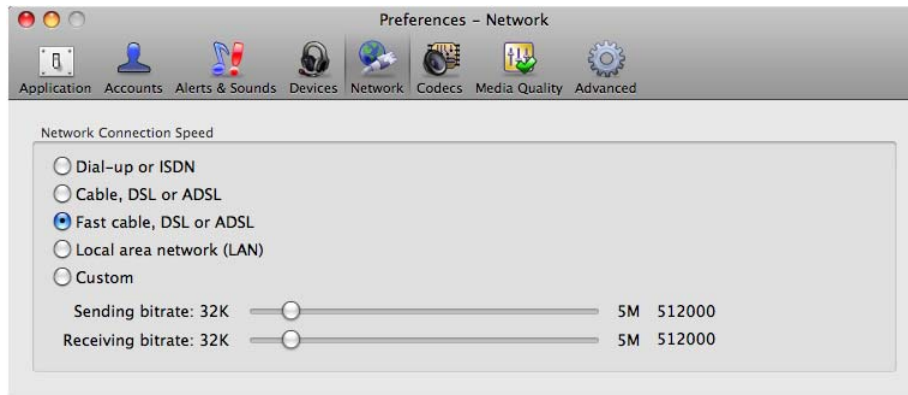 Preferences – Network
Application Accounts Alerts & Sounds Devices Network Codecs Media Quality Advanced
Network Connection Speed
Dial-up or ISDN
Cable, DSL or ADSL
Fast cable, DSL or ADSL
Local area network (LAN)
Custom
Sending bitrate: 32K 5M 512000
Receiving bitrate: 32K 5M 512000